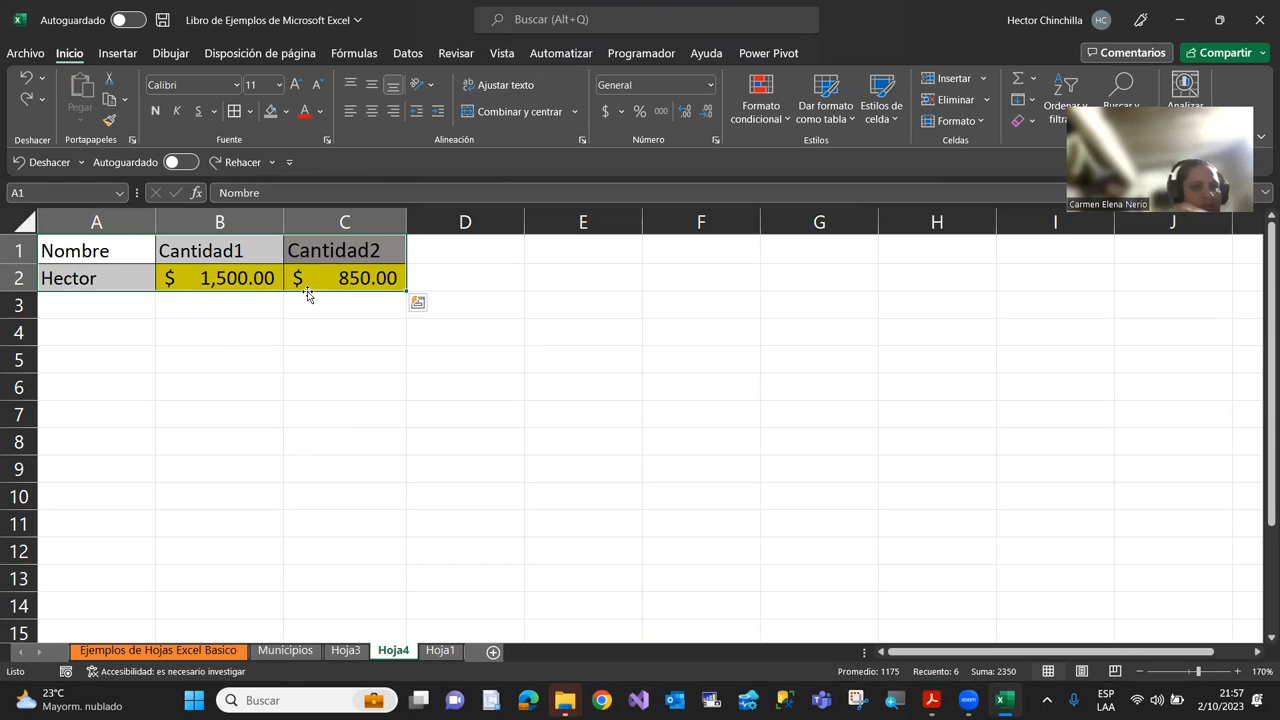 Autoguardado
Libro de Ejemplos de Microsoft Excel
Buscar (Alt+Q)
Hector Chinchilla
HC
Archivo Inicio Insertar Dibujar Disposición de página Fórmulas Datos Revisar Vista Automatizar Programador Ayuda Power Pivot
Comentarios
Compartir
Pegar
Calibri 11
N K S
Ajustar texto
Combinar y centrar
General
$ % 000
Formato condicional
Dar formato como tabla
Estilos de celda
Insertar
Eliminar
Formato
Ordenar y
Buscar y
Analizar
Deshacer Portapapeles Fuente Alineación Número Estilos Celdas
Deshacer Autoguardado Rehacer
Carmen Elena Nerio
A1 fx Nombre
A B C D E F G H I J
1 Nombre Cantidad1 Cantidad2
2 Hector $ 1,500.00 $ 850.00
3
4
5
6
7
8
9
10
11
12
13
14
15
Ejemplos de Hojas Excel Basico Municipios Hoja3 Hoja4 Hoja1
Listo Accesibilidad: es necesario investigar Promedio: 1175 Recuento: 6 Suma: 2350 170%
23°C
Mayorm. nublado
Buscar
ESP
LAA
21:57
2/10/2023